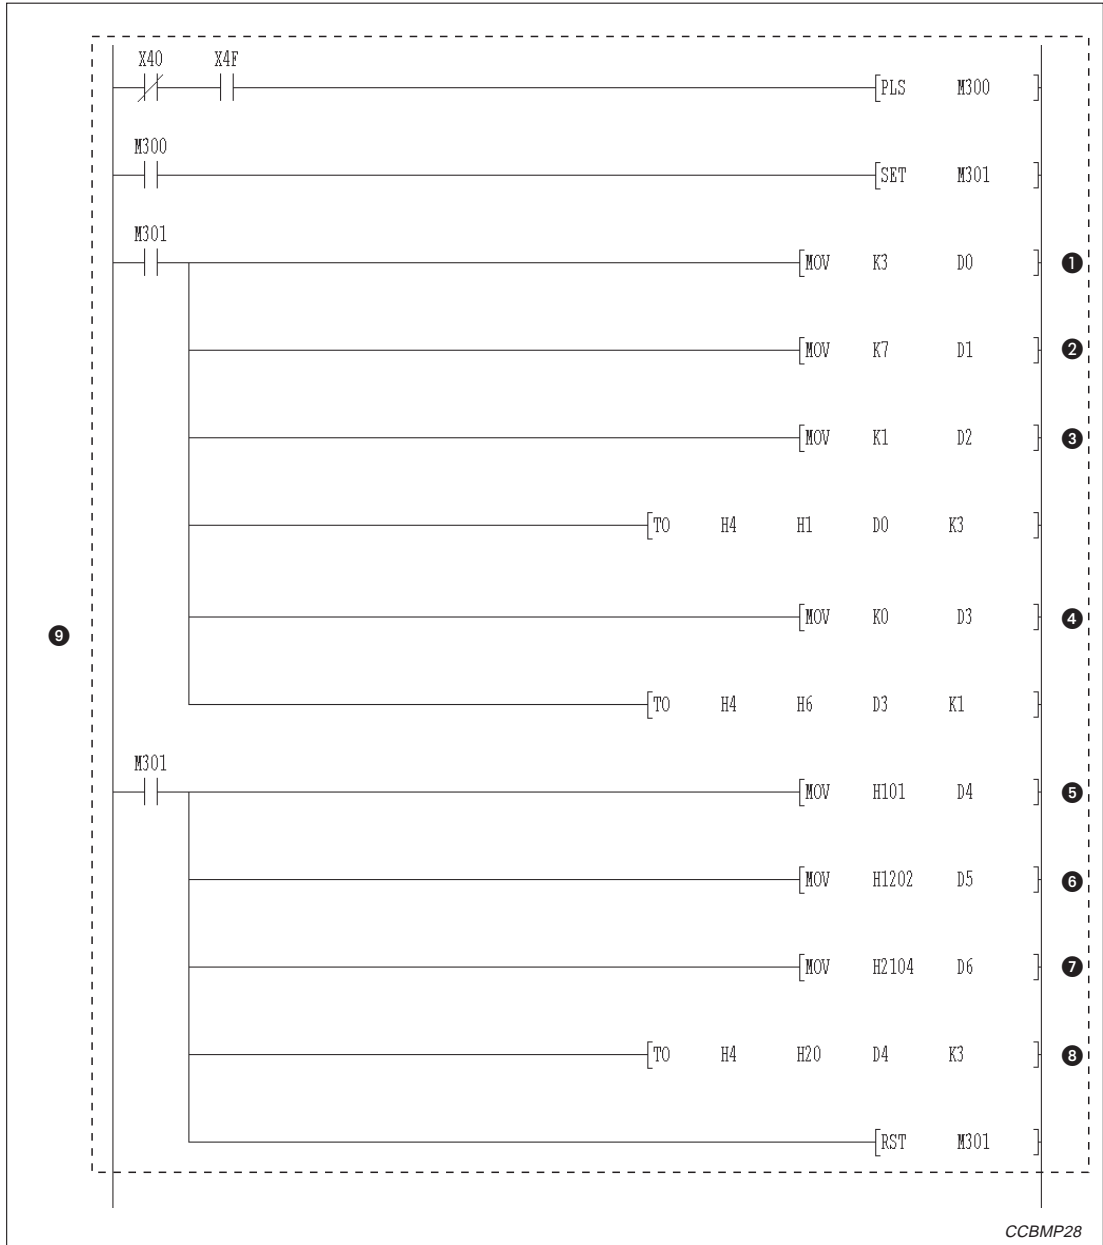 X40 X4F
[PLS M300 ]
M300
[SET M301 ]
M301
[MOV K3 D0 ] ❶
[MOV K7 D1 ] ❷
[MOV K1 D2 ] ❸
[TO H4 H1 D0 K3 ]
[MOV K0 D3 ] ❹
❾
[TO H4 H6 D3 K1 ]
M301
[MOV H101 D4 ] ❺
[MOV H1202 D5 ] ❻
[MOV H2104 D6 ] ❼
[TO H4 H20 D4 K3 ] ❽
[RST M301 ]
CCBMP28